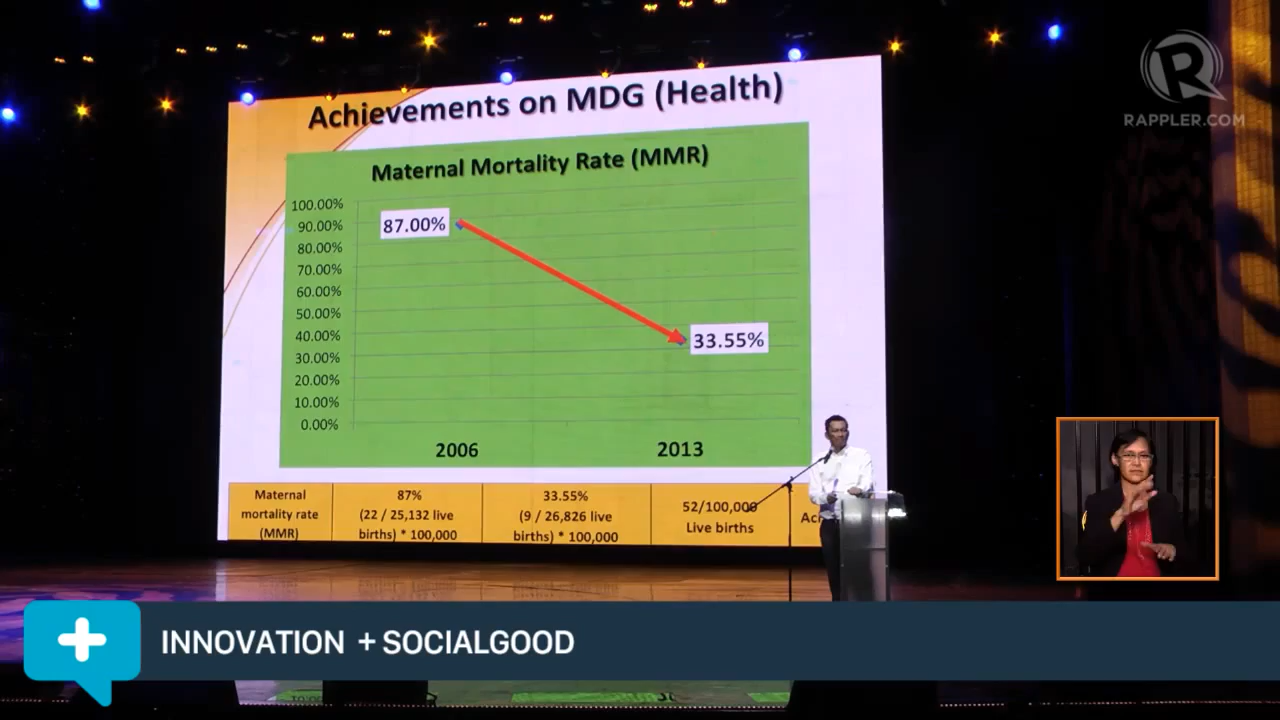 R
RAPPLER.COM
Achievements on MDG (Health)
Maternal Mortality Rate (MMR)
100.00%
90.00%
80.00%
70.00%
60.00%
50.00%
40.00%
30.00%
20.00%
10.00%
0.00%
87.00%
33.55%
2006
2013
Maternal
mortality rate
(MMR)
87%
(22 / 25,132 live
births) * 100,000
33.55%
(9 / 26,826 live
births) * 100,000
52/100,000
Live births
INNOVATION + SOCIALGOOD